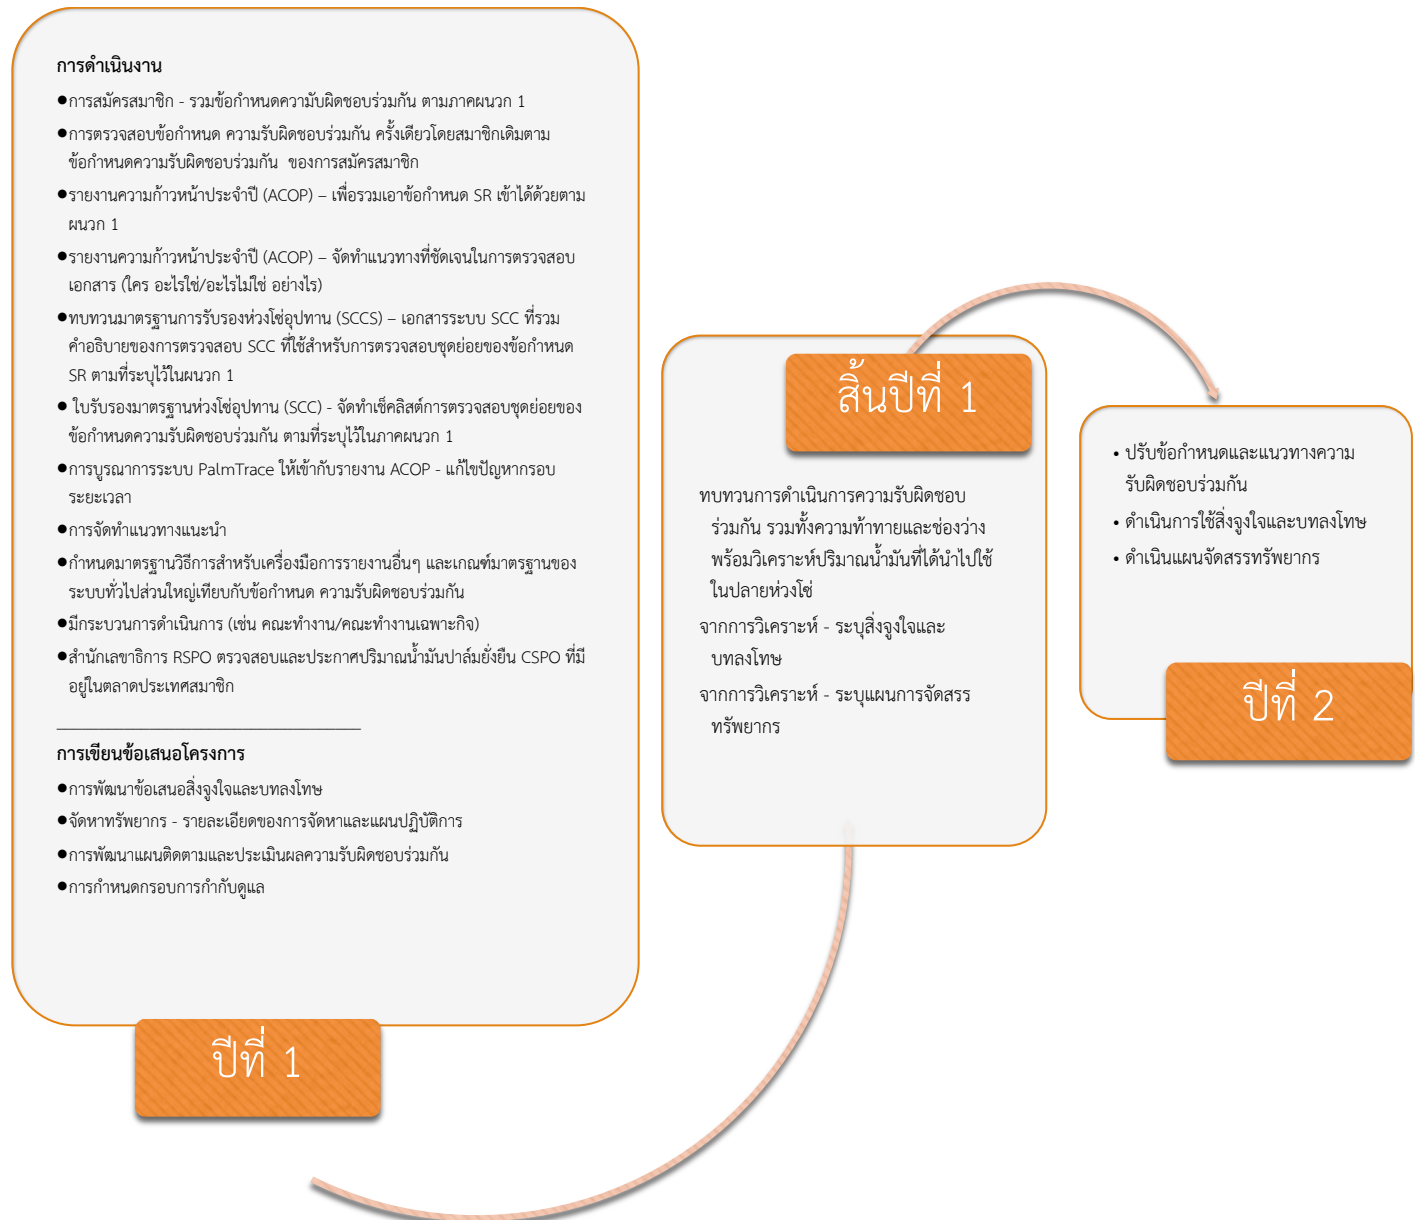 การดำเนินงาน
●การสมัครสมาชิก - รวมข้อกำหนดความับผิดชอบร่วมกัน ตามภาคผนวก 1
●การตรวจสอบข้อกำหนด ความรับผิดชอบร่วมกัน ครั้งเดียวโดยสมาชิกเดิมตาม
ข้อกำหนดความรับผิดชอบร่วมกัน ของการสมัครสมาชิก
●รายงานความก้าวหน้าประจำปี (ACOP) – เพื่อรวมเอาข้อกำหนด SR เข้าได้ด้วยตาม
ผนวก 1
●รายงานความก้าวหน้าประจำปี (ACOP) – จัดทำแนวทางที่ชัดเจนในการตรวจสอบ
เอกสาร (ใคร อะไรใช่/อะไรไม่ใช่ อย่างไร)
●ทบทวนมาตรฐานการรับรองห่วงโซ่อุปทาน (SCCS) – เอกสารระบบ SCC ที่รวม
คำอธิบายของการตรวจสอบ SCC ที่ใช้สำหรับการตรวจสอบชุดย่อยของข้อกำหนด
SR ตามที่ระบุไว้ในผนวก 1
● ใบรับรองมาตรฐานห่วงโซ่อุปทาน (SCC) - จัดทำเช็คลิสต์การตรวจสอบชุดย่อยของ
ข้อกำหนดความรับผิดชอบร่วมกัน ตามที่ระบุไว้ในภาคผนวก 1
●การบูรณาการระบบ PalmTrace ให้เข้ากับรายงาน ACOP - แก้ไขปัญหากรอบ
ระยะเวลา
●การจัดทำแนวทางแนะนำ
●กำหนดมาตรฐานวิธีการสำหรับเครื่องมือการรายงานอื่นๆ และเกณฑ์มาตรฐานของ
ระบบทั่วไปส่วนใหญ่เทียบกับข้อกำหนด ความรับผิดชอบร่วมกัน
●มีกระบวนการดำเนินการ (เช่น คณะทำงาน/คณะทำงานเฉพาะกิจ)
●สำนักเลขาธิการ RSPO ตรวจสอบและประกาศปริมาณน้ำมันปาล์มยั่งยืน CSPO ที่มี
อยู่ในตลาดประเทศสมาชิก
การเขียนข้อเสนอโครงการ
●การพัฒนาข้อเสนอสิ่งจูงใจและบทลงโทษ
●จัดหาทรัพยากร - รายละเอียดของการจัดหาและแผนปฏิบัติการ
●การพัฒนาแผนติดตามและประเมินผลความรับผิดชอบร่วมกัน
●การกำหนดกรอบการกำกับดูแล
ปีที่ 1
สิ้นปีที่ 1
ทบทวนการดำเนินการความรับผิดชอบ
ร่วมกัน รวมทั้งความท้าทายและช่องว่าง
พร้อมวิเคราะห์ปริมาณน้ำมันที่ได้นำไปใช้
ในปลายห่วงโซ่
จากการวิเคราะห์ - ระบุสิ่งจูงใจและ
บทลงโทษ
จากการวิเคราะห์ - ระบุแผนการจัดสรร
ทรัพยากร
• ปรับข้อกำหนดและแนวทางความ
รับผิดชอบร่วมกัน
• ดำเนินการใช้สิ่งจูงใจและบทลงโทษ
• ดำเนินแผนจัดสรรทรัพยากร
ปีที่ 2